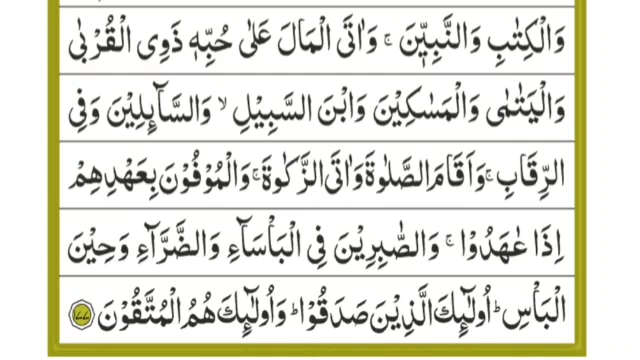 وَالْكِتٰبِ وَالنَّبِيّٖنَ ۚ وَاٰتَى الْمَالَ عَلٰى حُبِّهٖ ذَوِى الْقُرْبٰى
وَالْيَتٰمٰى وَالْمَسٰكِيْنَ وَابْنَ السَّبِيْلِ ۙ وَالسَّآئِلِيْنَ وَفِى
الرِّقَابِ ۚ وَاَقَامَ الصَّلٰوةَ وَاٰتَى الزَّكٰوةَ ۚ وَالْمُوْفُوْنَ بِعَهْدِهِمْ
اِذَا عٰهَدُوْا ۚ وَالصّٰبِرِيْنَ فِى الْبَاْسَآءِ وَالضَّرَّآءِ وَحِيْنَ
الْبَاْسِ ؕ اُولٰٓئِكَ الَّذِيْنَ صَدَقُوْا ؕ وَاُولٰٓئِكَ هُمُ الْمُتَّقُوْنَ ۱۷۷